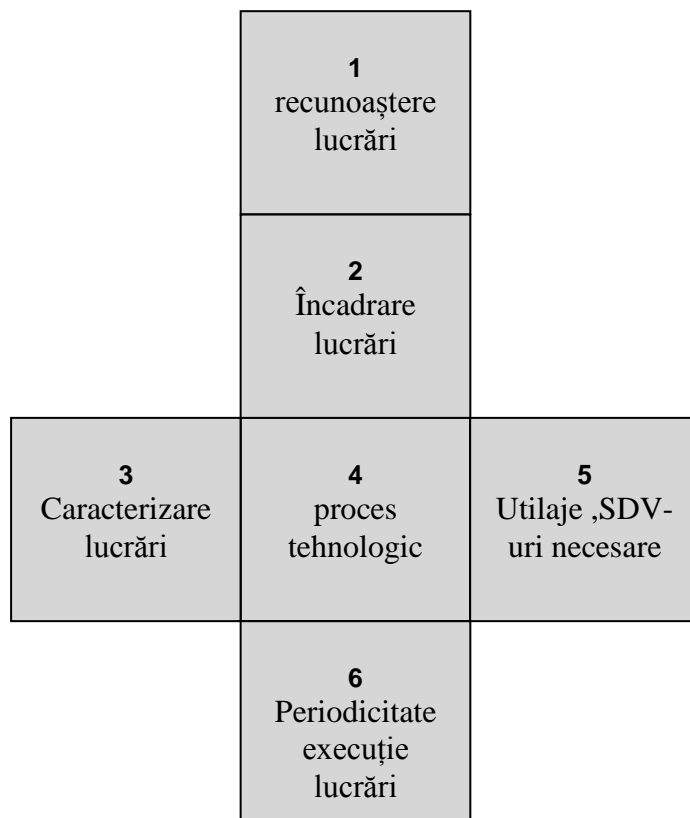 1
recunoaștere
lucrări
2
Încadrare
lucrări
3
Caracterizare
lucrări
4
proces
tehnologic
5
Utilaje ,SDV-
uri necesare
6
Periodicitate
execuție
lucrări